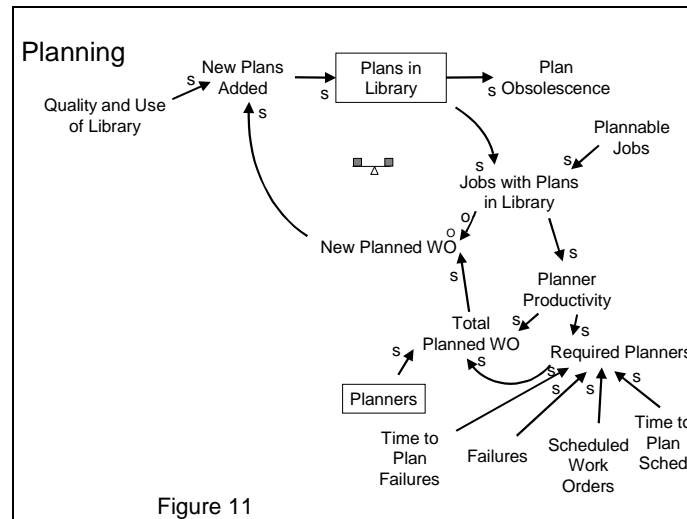 Planning
New Plans
Added
Plans in
Library
Plan
Obsolescence
s
s
s
s
Quality and Use
of Library
Plannable
Jobs
s
s
Jobs with Plans
in Library
o
O
New Planned WO
s
s
Planner
Productivity
s
s
Total
Planned WO
s
s
Required Planners
s
s
s
s
Planners
Time to
Plan
Failures
Failures
Scheduled
Work
Orders
Time to
Plan
Sched
Figure 11